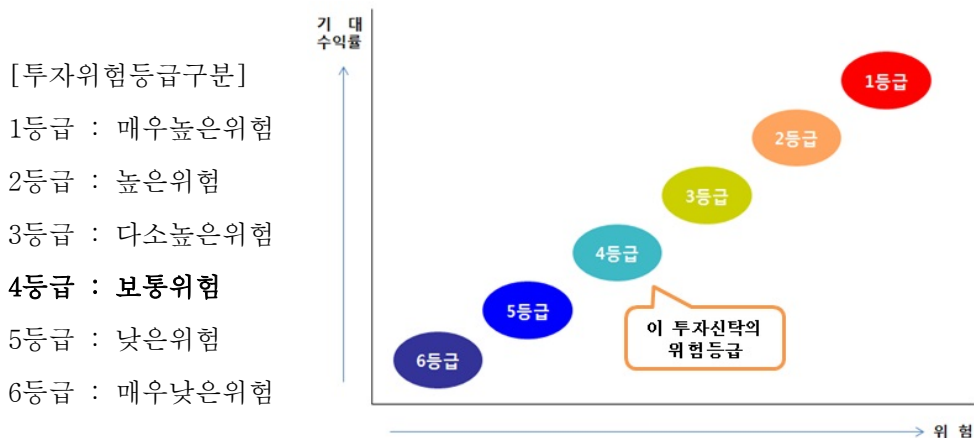 [투자위험등급구분]
1등급 : 매우높은위험
2등급 : 높은위험
3등급 : 다소높은위험
4등급 : 보통위험
5등급 : 낮은위험
6등급 : 매우낮은위험
기 대
수익률
1등급
2등급
3등급
4등급
5등급
6등급
이 투자신탁의
위험등급
위 험